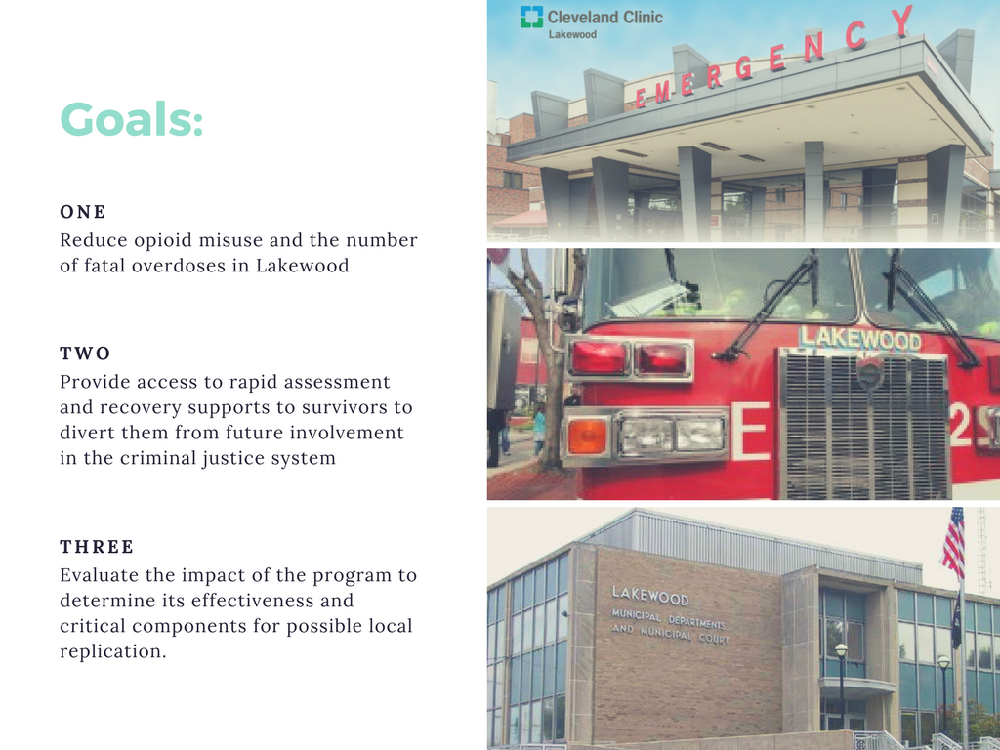 Goals:
ONE
Reduce opioid misuse and the number
of fatal overdoses in Lakewood
TWO
Provide access to rapid assessment
and recovery supports to survivors to
divert them from future involvement
in the criminal justice system
THREE
Evaluate the impact of the program to
determine its effectiveness and
critical components for possible local
replication.
Cleveland Clinic
Lakewood
EMERGENCY
LAKEWOOD
E 2
LAKEWOOD
MUNICIPAL DEPARTMENTS
AND MUNICIPAL COURT